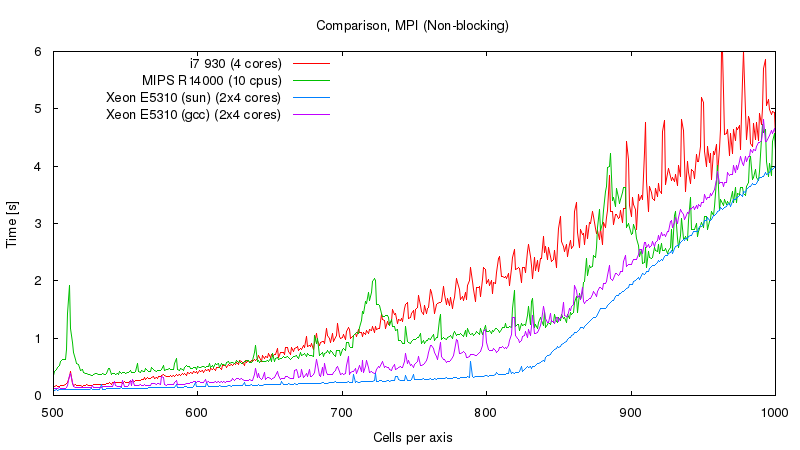 Comparison, MPI (Non-blocking)
i7 930 (4 cores)
MIPS R14000 (10 cpus)
Xeon E5310 (sun) (2x4 cores)
Xeon E5310 (gcc) (2x4 cores)
6
5
4
3
2
1
0
Time [s]
500 600 700 800 900 1000
Cells per axis